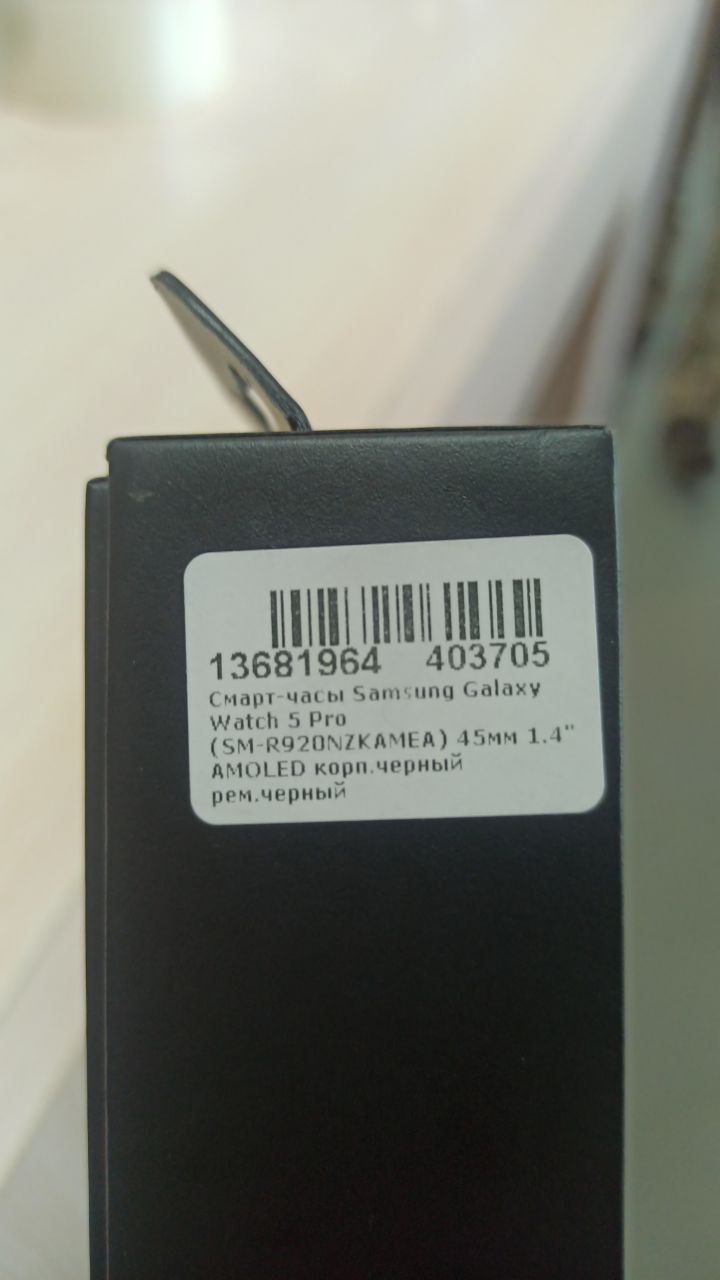 13681964 403705
Смарт-часы Samsung Galaxy
Watch 5 Pro
(SM-R920NZKAMEA) 45мм 1.4"
AMOLED корп.черный
рем.черный